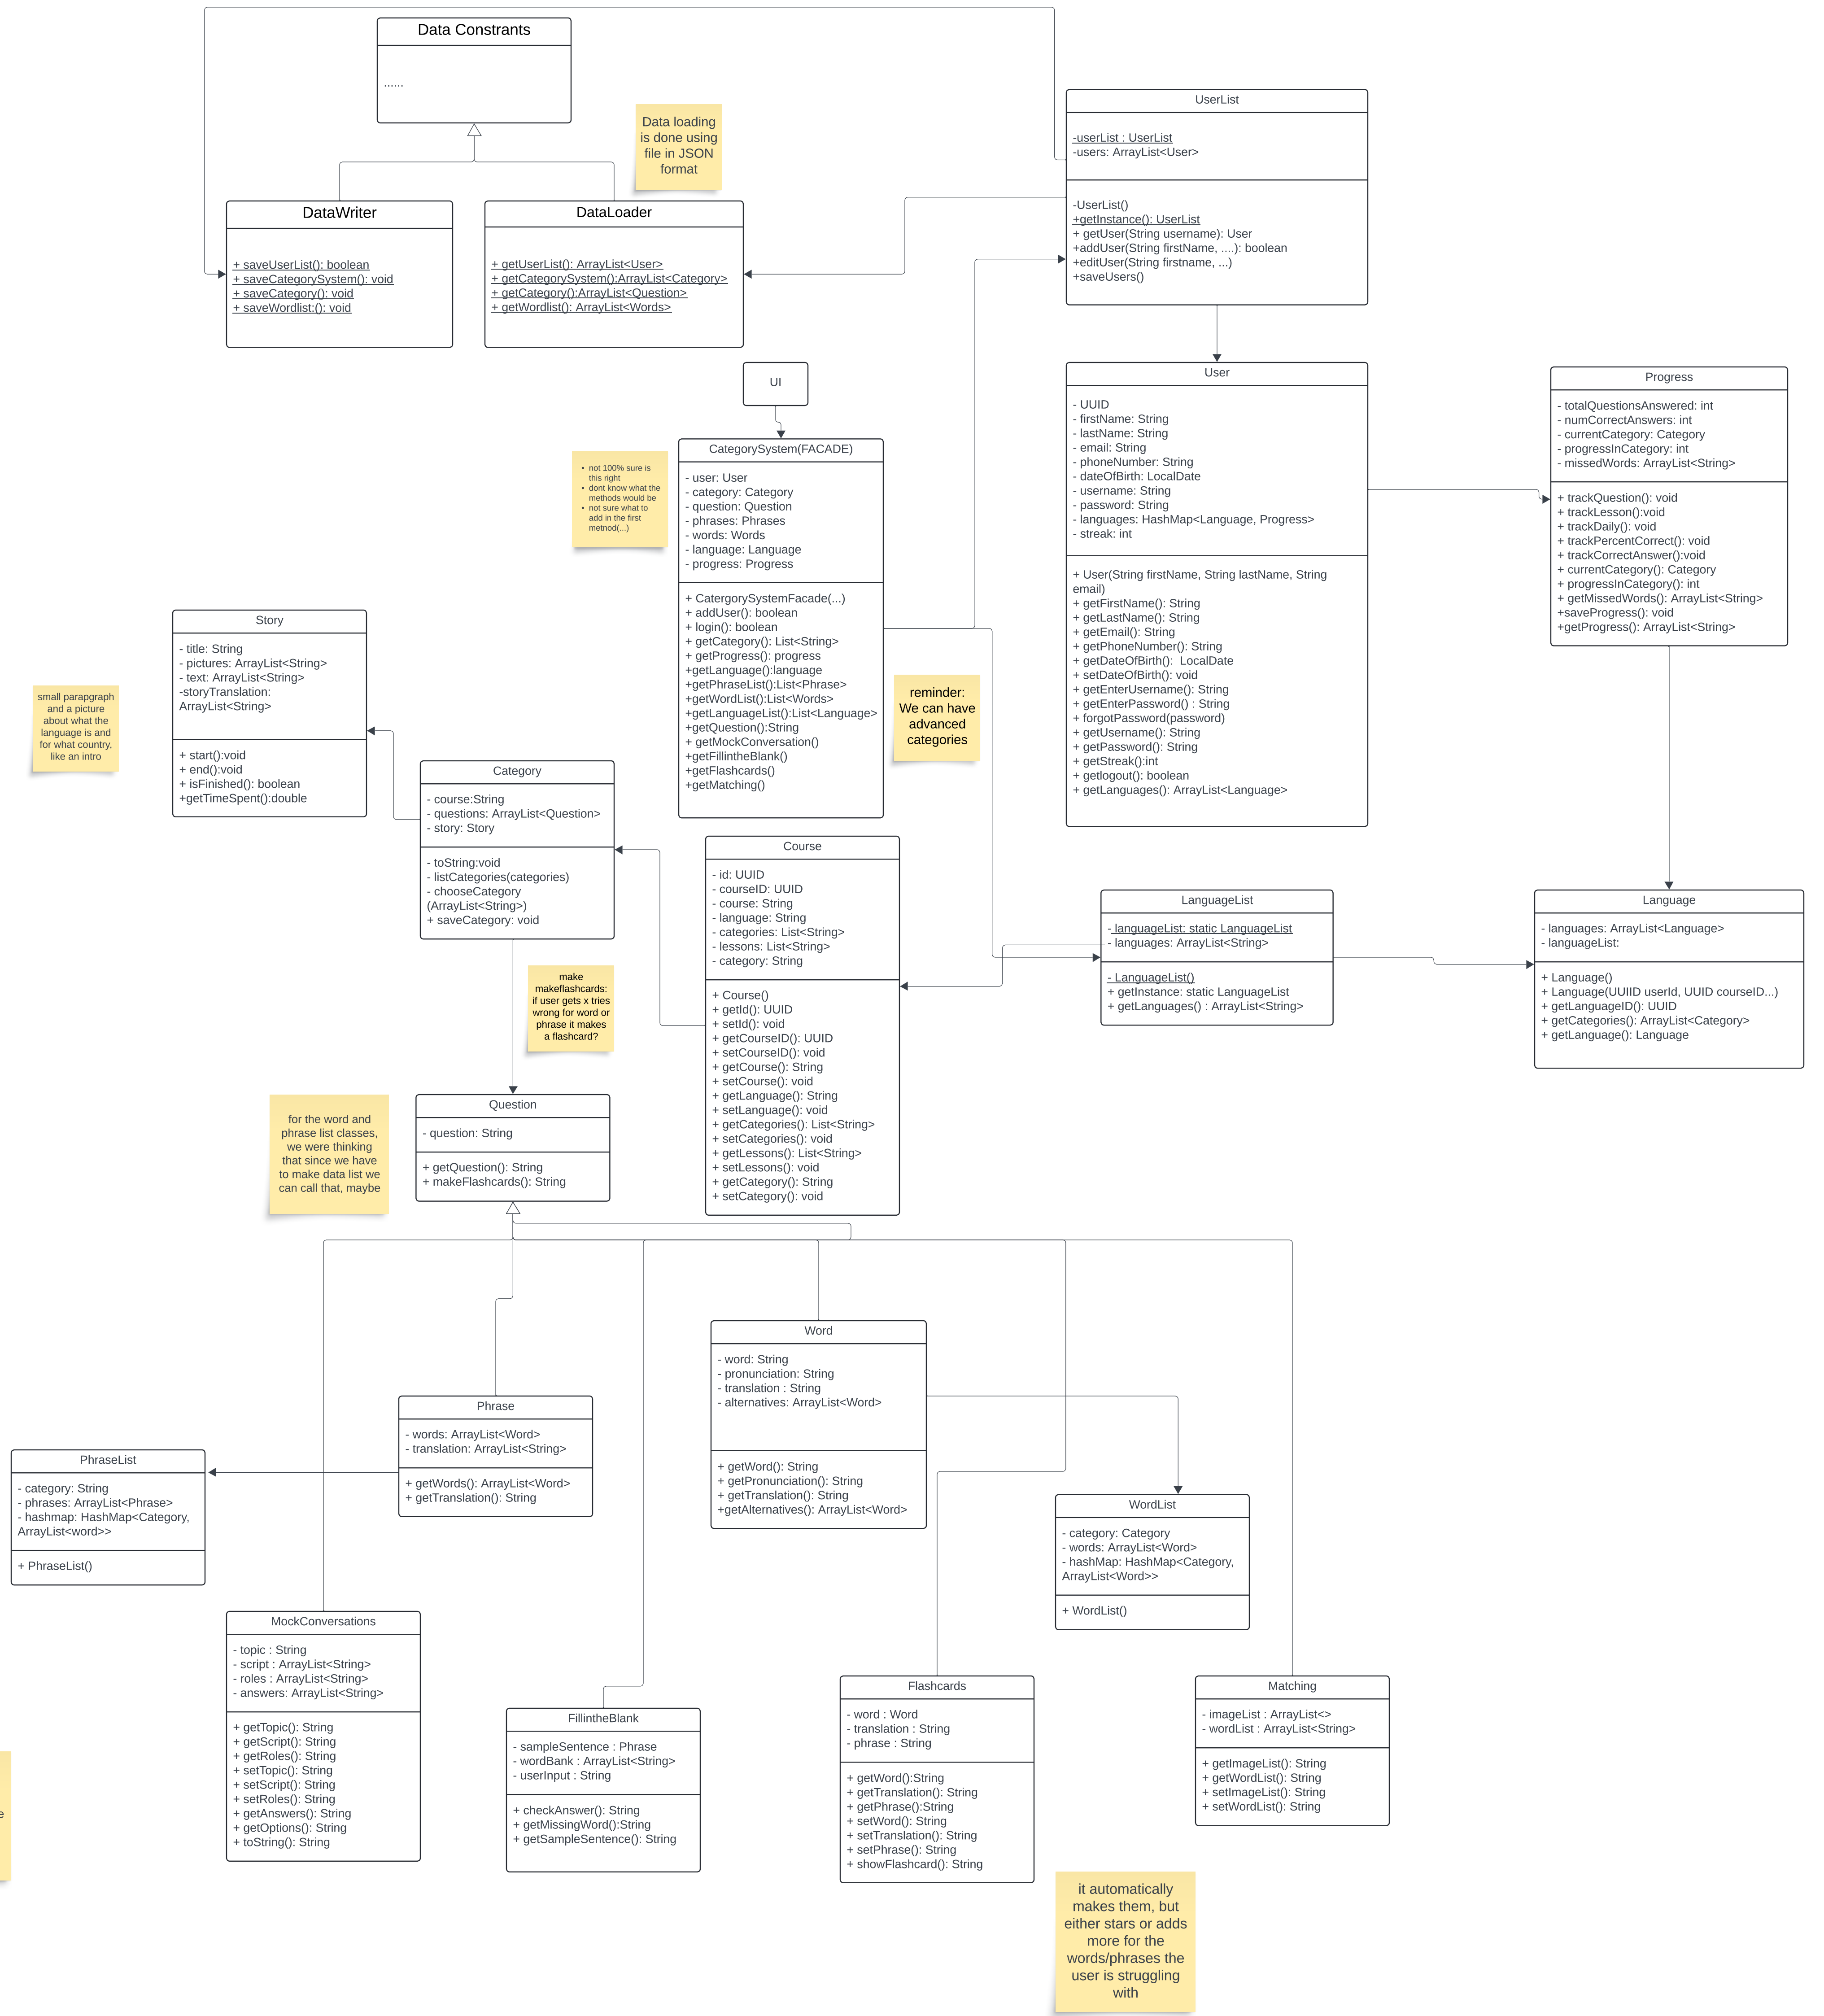 Data Constrants
......
Data loading
is done using
file in JSON
format
UserList
-userList : UserList
-users: ArrayList<User>
-UserList()
+getInstance(): UserList
+ getUser(String username): User
+addUser(String firstName, ....): boolean
+editUser(String firstname, ...)
+saveUsers()
DataWriter
+ saveUserList(): boolean
+ saveCategorySystem(): void
+ saveCategory(): void
+ saveWordlist:(): void
DataLoader
+ getUserList(): ArrayList<User>
+ getCategorySystem():ArrayList<Category>
+ getCategory():ArrayList<Question>
+ getWordlist(): ArrayList<Words>
UI
User
- UUID
- firstName: String
- lastName: String
- email: String
- phoneNumber: String
- dateOfBirth: LocalDate
- username: String
- password: String
- languages: HashMap<Language, Progress>
- streak: int
+ User(String firstName, String lastName, String
email)
+ getFirstName(): String
+ getLastName(): String
+ getEmail(): String
+ getPhoneNumber(): String
+ getDateOfBirth():  LocalDate
+ setDateOfBirth(): void
+ getEnterUsername(): String
+ getEnterPassword() : String
+ forgotPassword(password)
+ getUsername(): String
+ getPassword(): String
+ getStreak():int
+ getlogout(): boolean
+ getLanguages(): ArrayList<Language>
Progress
- totalQuestionsAnswered: int
- numCorrectAnswers: int
- currentCategory: Category
- progressInCategory: int
- missedWords: ArrayList<String>
+ trackQuestion(): void
+ trackLesson():void
+ trackDaily(): void
+ trackPercentCorrect(): void
+ trackCorrectAnswer():void
+ currentCategory(): Category
+ progressInCategory(): int
+ getMissedWords(): ArrayList<String>
+saveProgress(): void
+getProgress(): ArrayList<String>
CategorySystem(FACADE)
- user: User
- category: Category
- question: Question
- phrases: Phrases
- words: Words
- language: Language
- progress: Progress
+ CatergorySystemFacade(...)
+ addUser(): boolean
+ login(): boolean
+ getCategory(): List<String>
+ getProgress(): progress
+getLanguage():language
+getPhraseList():List<Phrase>
+getWordList():List<Words>
+getLanguageList():List<Language>
+getQuestion():String
+ getMockConversation()
+getFillintheBlank()
+getFlashcards()
+getMatching()
• not 100% sure is
this right
• dont know what the
methods would be
• not sure what to
add in the first
metnod(...)
Story
- title: String
- pictures: ArrayList<String>
- text: ArrayList<String>
-storyTranslation:
ArrayList<String>
+ start():void
+ end():void
+ isFinished(): boolean
+getTimeSpent():double
small parapgraph
and a picture
about what the
language is and
for what country,
like an intro
reminder:
We can have
advanced
categories
Category
- course:String
- questions: ArrayList<Question>
- story: Story
- toString:void
- listCategories(categories)
- chooseCategory
(ArrayList<String>)
+ saveCategory: void
Course
- id: UUID
- courseID: UUID
- course: String
- language: String
- categories: List<String>
- lessons: List<String>
- category: String
+ Course()
+ getId(): UUID
+ setId(): void
+ getCourseID(): UUID
+ setCourseID(): void
+ getCourse(): String
+ setCourse(): void
+ getLanguage(): String
+ setLanguage(): void
+ getCategories(): List<String>
+ setCategories(): void
+ getLessons(): List<String>
+ setLessons(): void
+ getCategory(): String
+ setCategory(): void
LanguageList
- languageList: static LanguageList
- languages: ArrayList<String>
- LanguageList()
+ getInstance: static LanguageList
+ getLanguages() : ArrayList<String>
Language
- languages: ArrayList<Language>
- languageList:
+ Language()
+ Language(UUIID userId, UUID courseID...)
+ getLanguageID(): UUID
+ getCategories(): ArrayList<Category>
+ getLanguage(): Language
make
makeflashcards:
if user gets x tries
wrong for word or
phrase it makes
a flashcard?
for the word and
phrase list classes,
we were thinking
that since we have
to make data list we
can call that, maybe
Question
- question: String
+ getQuestion(): String
+ makeFlashcards(): String
Word
- word: String
- pronunciation: String
- translation : String
- alternatives: ArrayList<Word>
+ getWord(): String
+ getPronunciation(): String
+ getTranslation(): String
+getAlternatives(): ArrayList<Word>
Phrase
- words: ArrayList<Word>
- translation: ArrayList<String>
+ getWords(): ArrayList<Word>
+ getTranslation(): String
PhraseList
- category: String
- phrases: ArrayList<Phrase>
- hashmap: HashMap<Category,
ArrayList<word>>
+ PhraseList()
WordList
- category: Category
- words: ArrayList<Word>
- hashMap: HashMap<Category,
ArrayList<Word>>
+ WordList()
MockConversations
- topic : String
- script : ArrayList<String>
- roles : ArrayList<String>
- answers: ArrayList<String>
+ getTopic(): String
+ getScript(): String
+ getRoles(): String
+ setTopic(): String
+ setScript(): String
+ setRoles(): String
+ getAnswers(): String
+ getOptions(): String
+ toString(): String
FillintheBlank
- sampleSentence : Phrase
- wordBank : ArrayList<String>
- userInput : String
+ checkAnswer(): String
+ getMissingWord():String
+ getSampleSentence(): String
Flashcards
- word : Word
- translation : String
- phrase : String
+ getWord():String
+ getTranslation(): String
+ getPhrase():String
+ setWord(): String
+ setTranslation(): String
+ setPhrase(): String
+ showFlashcard(): String
Matching
- imageList : ArrayList<>
- wordList : ArrayList<String>
+ getImageList(): String
+ getWordList(): String
+ setImageList(): String
+ setWordList(): String
it automatically
makes them, but
either stars or adds
more for the
words/phrases the
user is struggling
with